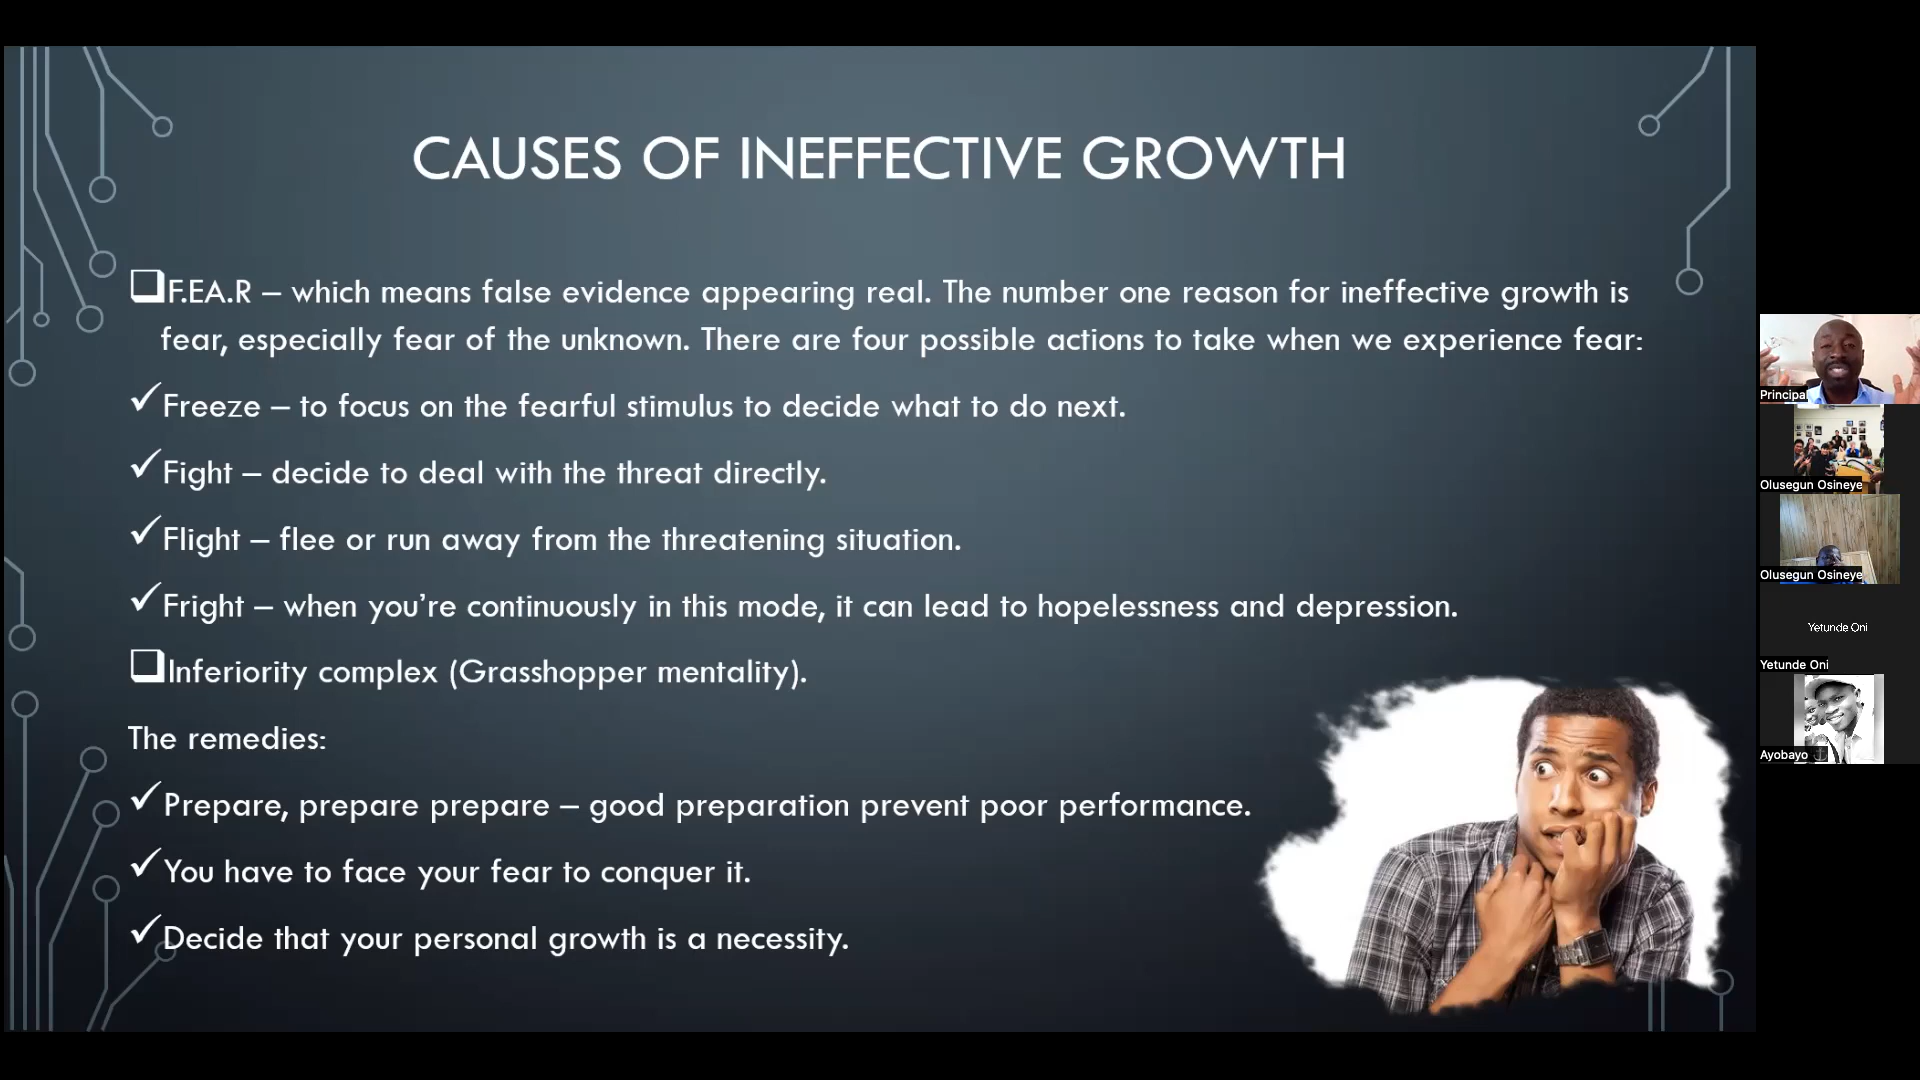 CAUSES OF INEFFECTIVE GROWTH
❑F.EA.R – which means false evidence appearing real. The number one reason for ineffective growth is
fear, especially fear of the unknown. There are four possible actions to take when we experience fear:
✓Freeze – to focus on the fearful stimulus to decide what to do next.
✓Fight – decide to deal with the threat directly.
✓Flight – flee or run away from the threatening situation.
✓Fright – when you’re continuously in this mode, it can lead to hopelessness and depression.
❑Inferiority complex (Grasshopper mentality).
The remedies:
✓Prepare, prepare prepare – good preparation prevent poor performance.
✓You have to face your fear to conquer it.
✓Decide that your personal growth is a necessity.
Principal
Olusegun Osineye
Olusegun Osineye
Yetunde Oni
Yetunde Oni
Ayobayo ⚓